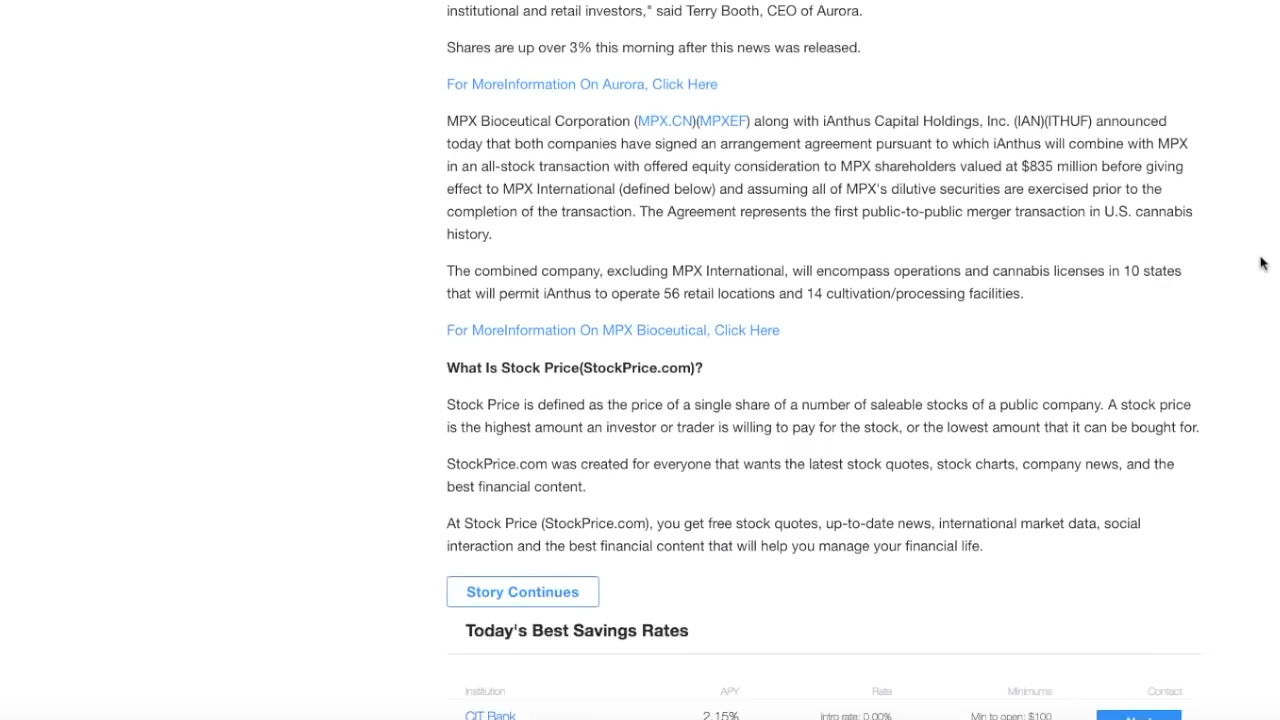 institutional and retail investors," said Terry Booth, CEO of Aurora.
Shares are up over 3% this morning after this news was released.
For MoreInformation On Aurora, Click Here
MPX Bioceutical Corporation (MPX.CN)(MPXEF) along with iAnthus Capital Holdings, Inc. (IAN)(ITHUF) announced
today that both companies have signed an arrangement agreement pursuant to which iAnthus will combine with MPX
in an all-stock transaction with offered equity consideration to MPX shareholders valued at $835 million before giving
effect to MPX International (defined below) and assuming all of MPX's dilutive securities are exercised prior to the
completion of the transaction. The Agreement represents the first public-to-public merger transaction in U.S. cannabis
history.
The combined company, excluding MPX International, will encompass operations and cannabis licenses in 10 states
that will permit iAnthus to operate 56 retail locations and 14 cultivation/processing facilities.
For MoreInformation On MPX Bioceutical, Click Here
What Is Stock Price(StockPrice.com)?
Stock Price is defined as the price of a single share of a number of saleable stocks of a public company. A stock price
is the highest amount an investor or trader is willing to pay for the stock, or the lowest amount that it can be bought for.
StockPrice.com was created for everyone that wants the latest stock quotes, stock charts, company news, and the
best financial content.
At Stock Price (StockPrice.com), you get free stock quotes, up-to-date news, international market data, social
interaction and the best financial content that will help you manage your financial life.
Story Continues
Today's Best Savings Rates
Institution APY Rate Minimums Contact
CIT Bank 2.15% Intro rate: 0.00% Min to open: $100